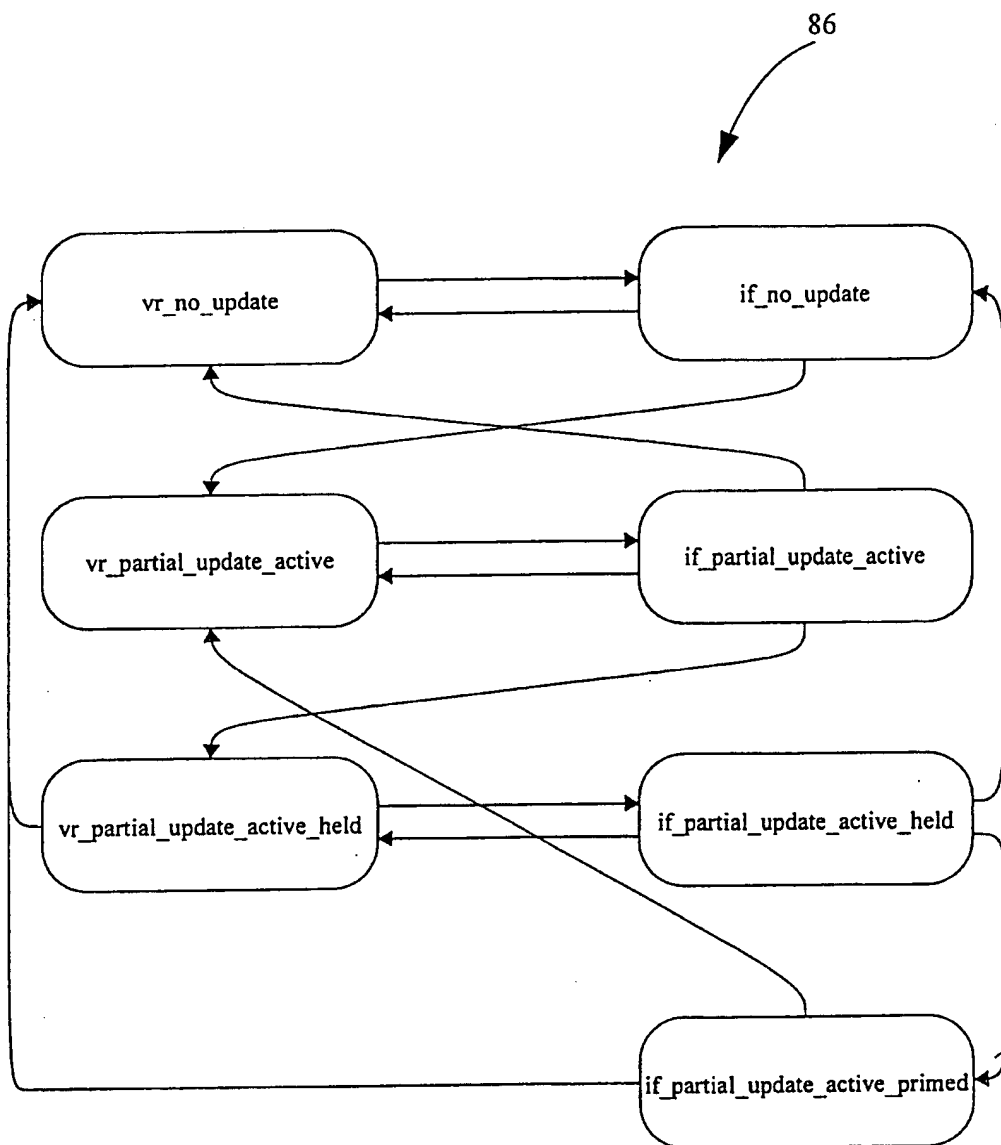 86
vr_no_update
if_no_update
vr_partial_update_active
if_partial_update_active
vr_partial_update_active_held
if_partial_update_active_held
if_partial_update_active_primed